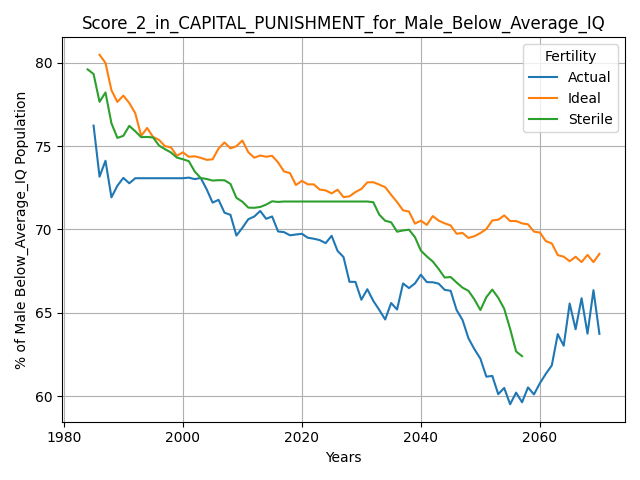 Score_2_in_CAPITAL_PUNISHMENT_for_Male_Below_Average_IQ
% of Male Below_Average_IQ Population
80
75
70
65
60
Fertility
Actual
Ideal
Sterile
1980
2000
2020
2040
2060
Years